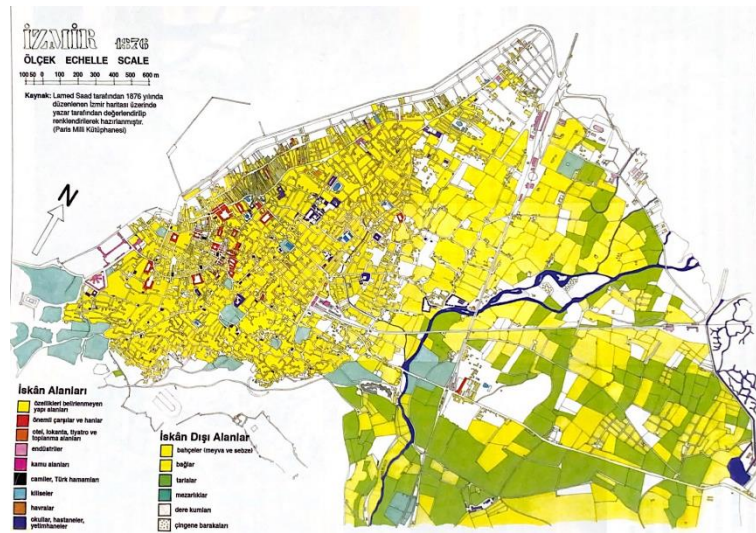 İZMİR 1876
ÖLÇEK ECHELLE SCALE
100 50 0 100 200 300 400 500 600 m
Kaynak: Lamed Saad tarafından 1876 yılında
düzenlenen İzmir haritası üzerinde
yazar tarafından değerlendirilip
renklendirilerek hazırlanmıştır.
(Paris Milli Kütüphanesi)
N
İskân Alanları
özellikleri belirlenmeyen
yapı alanları
önemli çarşılar ve hanlar
otel, lokanta, tiyatro ve
toplanma alanları
endüstriler
kamu alanları
camiler, Türk hamamları
kiliseler
havralar
okullar, hastaneler,
yetimhaneler
İskân Dışı Alanlar
bahçeler (meyva ve sebze)
bağlar
tarlalar
mezarlıklar
dere kumları
çingene barakaları